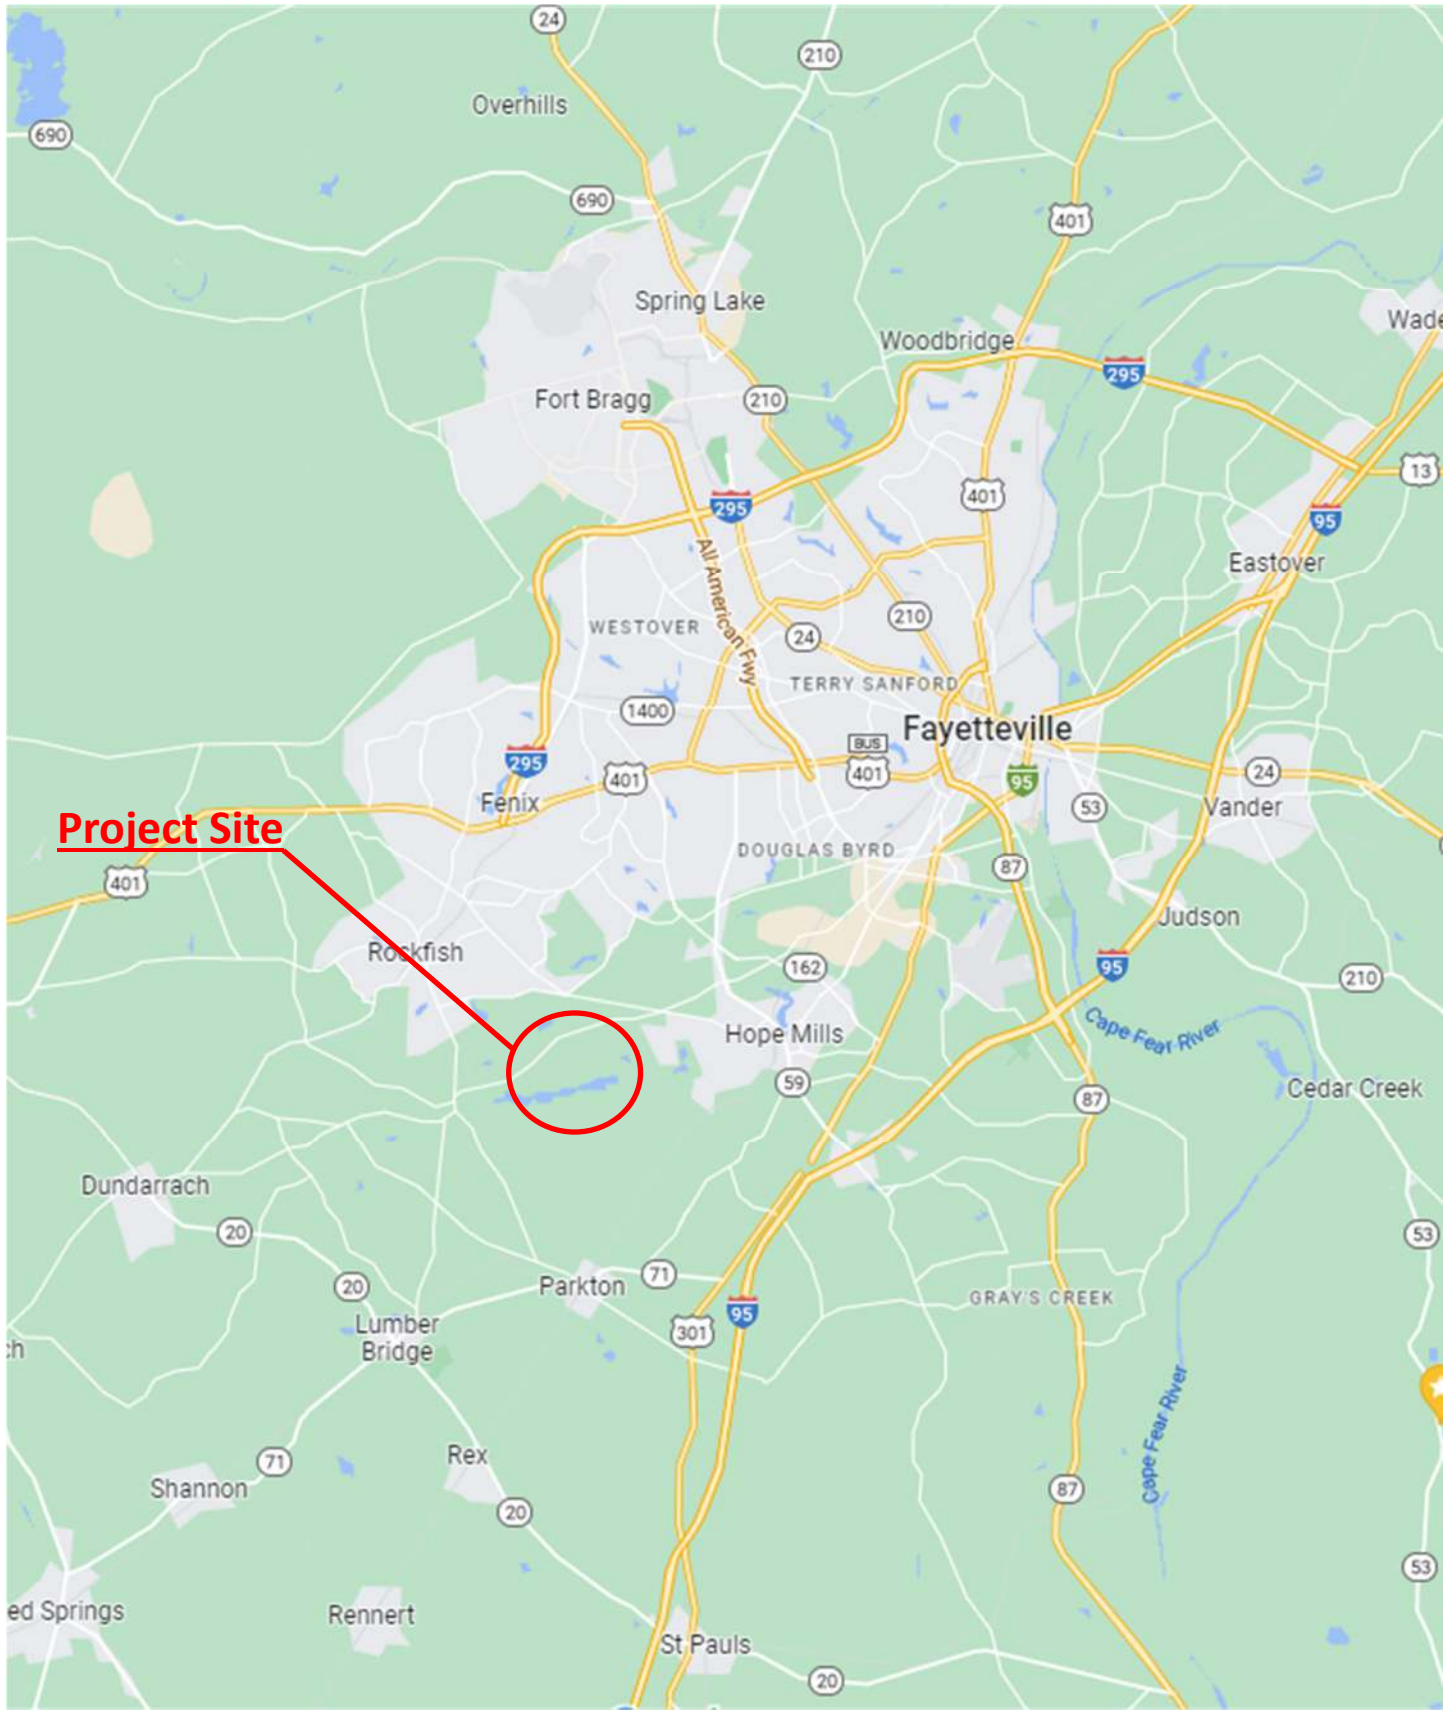 24
210
Overhills
690
690
401
Spring Lake
Wade
Woodbridge
295
Fort Bragg
210
13
401
295
95
All American Fwy
Eastover
210
WESTOVER
24
TERRY SANFORD
1400
Fayetteville
BUS
401
295
401
95
24
Fenix
53
Vander
Project Site
DOUGLAS BYRD
87
401
Judson
Rockfish
162
95
210
Cape Fear River
Hope Mills
59
87
Cedar Creek
Dundarrach
20
53
71
Parkton
20
GRAY'S CREEK
95
301
Lumber
Bridge
ch
Cape Fear River
Rex
71
Shannon
87
20
53
ed Springs
Rennert
St Pauls
20